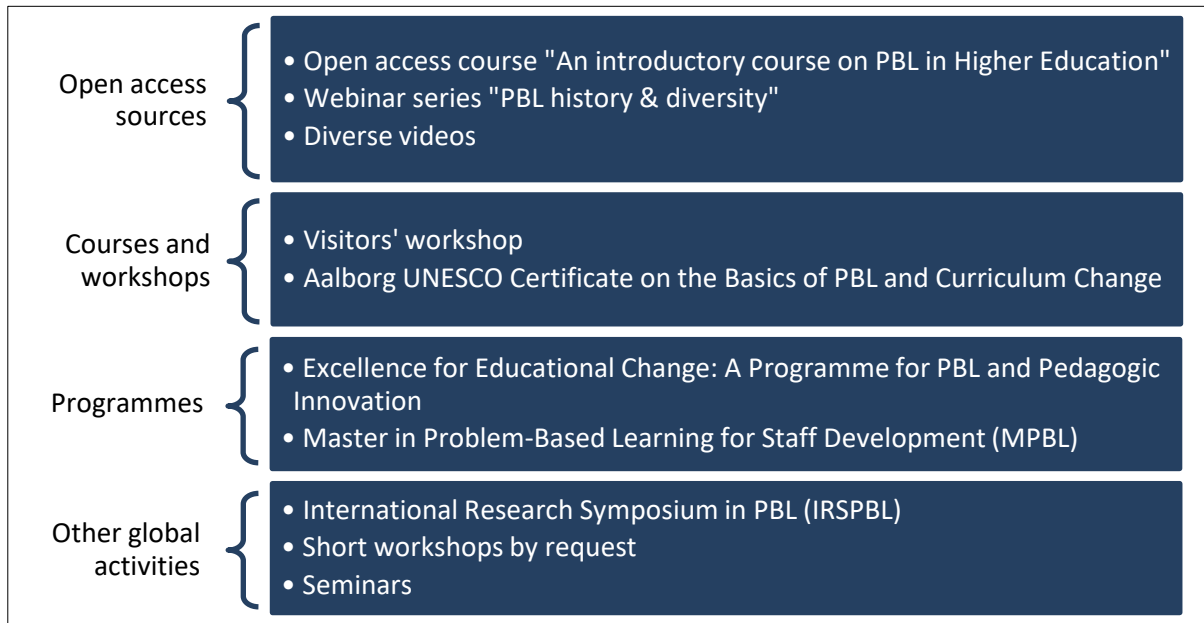 Open access
sources
• Open access course "An introductory course on PBL in Higher Education"
• Webinar series "PBL history & diversity"
• Diverse videos
Courses and
workshops
• Visitors' workshop
• Aalborg UNESCO Certificate on the Basics of PBL and Curriculum Change
Programmes
• Excellence for Educational Change: A Programme for PBL and Pedagogic
Innovation
• Master in Problem-Based Learning for Staff Development (MPBL)
Other global
activities
• International Research Symposium in PBL (IRSPBL)
• Short workshops by request
• Seminars